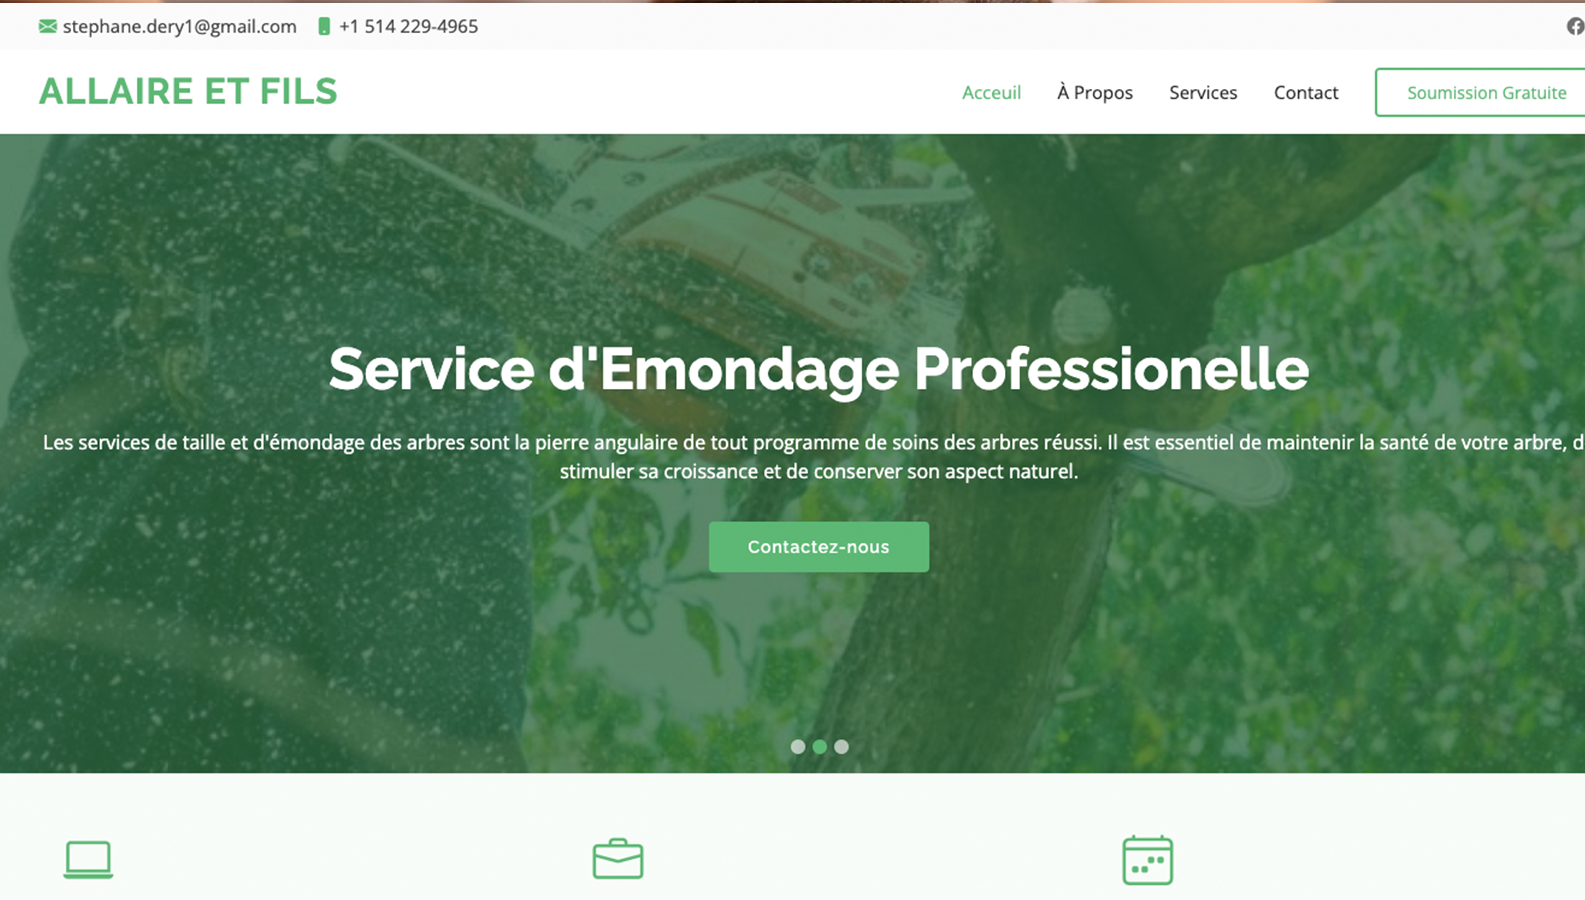 stephane.dery1@gmail.com +1 514 229-4965
ALLAIRE ET FILS
Acceuil À Propos Services Contact Soumission Gratuite
Service d'Emondage Professionelle
Les services de taille et d'émondage des arbres sont la pierre angulaire de tout programme de soins des arbres réussi. Il est essentiel de maintenir la santé de votre arbre, d
stimuler sa croissance et de conserver son aspect naturel.
Contactez-nous